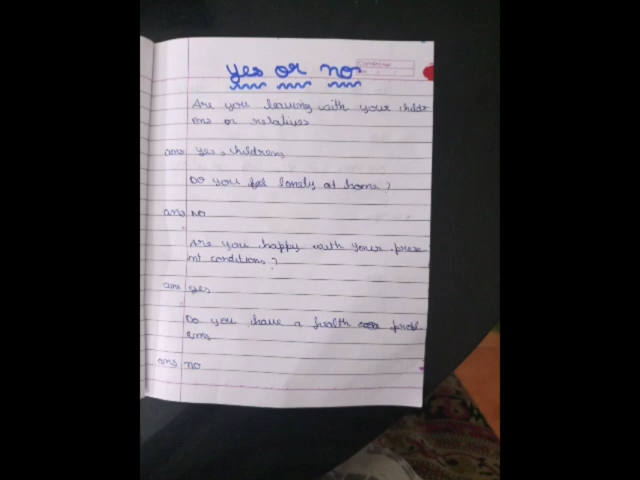 yes or no
Are you leaving with your childr
ens or relatives
ans yes, childrens
Do you feel lonely at home?
ans No
Are you happy with your prese
nt conditions?
ans yes
Do you have a health probl
ems
ans no